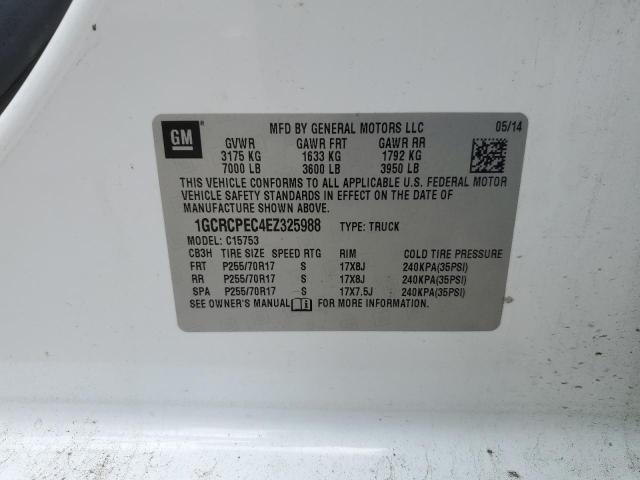 GM
MFD BY GENERAL MOTORS LLC 05/14
GVWR GAWR FRT GAWR RR
3175 KG 1633 KG 1792 KG
7000 LB 3600 LB 3950 LB
THIS VEHICLE CONFORMS TO ALL APPLICABLE U.S. FEDERAL MOTOR
VEHICLE SAFETY STANDARDS IN EFFECT ON THE DATE OF
MANUFACTURE SHOWN ABOVE.
1GCRCPEC4EZ325988 TYPE: TRUCK
MODEL: C15753
CB3H TIRE SIZE SPEED RTG RIM COLD TIRE PRESSURE
FRT P255/70R17 S 17X8J 240KPA(35PSI)
RR P255/70R17 S 17X8J 240KPA(35PSI)
SPA P255/70R17 S 17X7.5J 240KPA(35PSI)
SEE OWNER'S MANUAL FOR MORE INFORMATION.